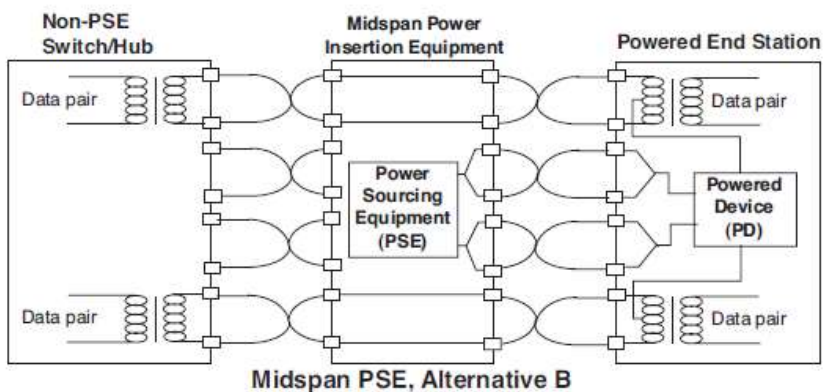 Non-PSE
Switch/Hub
Midspan Power
Insertion Equipment
Powered End Station
Data pair
Data pair
Power
Sourcing
Equipment
(PSE)
Powered
Device
(PD)
Data pair
Data pair
Midspan PSE, Alternative B